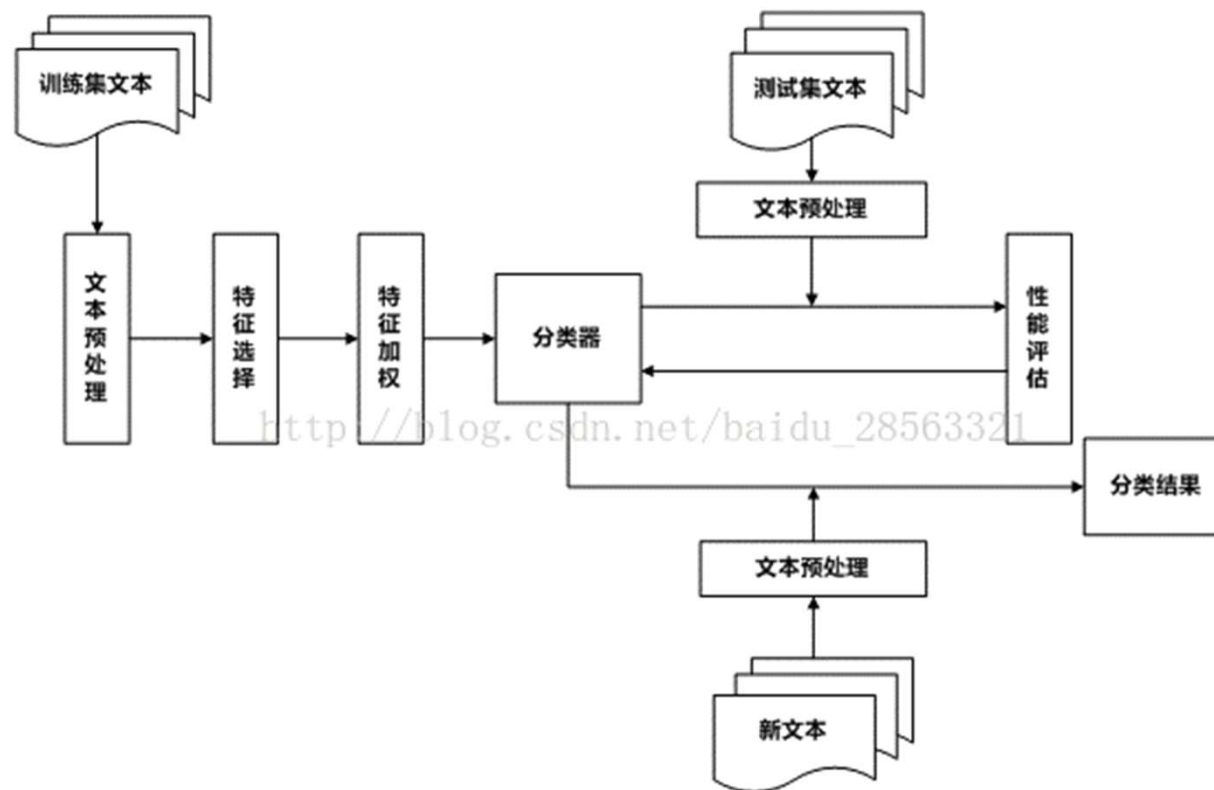 训练集文本
测试集文本
文本预处理
文本预处理
特征选择
特征加权
分类器
性能评估
http://blog.csdn.net/baidu_28563321
分类结果
文本预处理
新文本